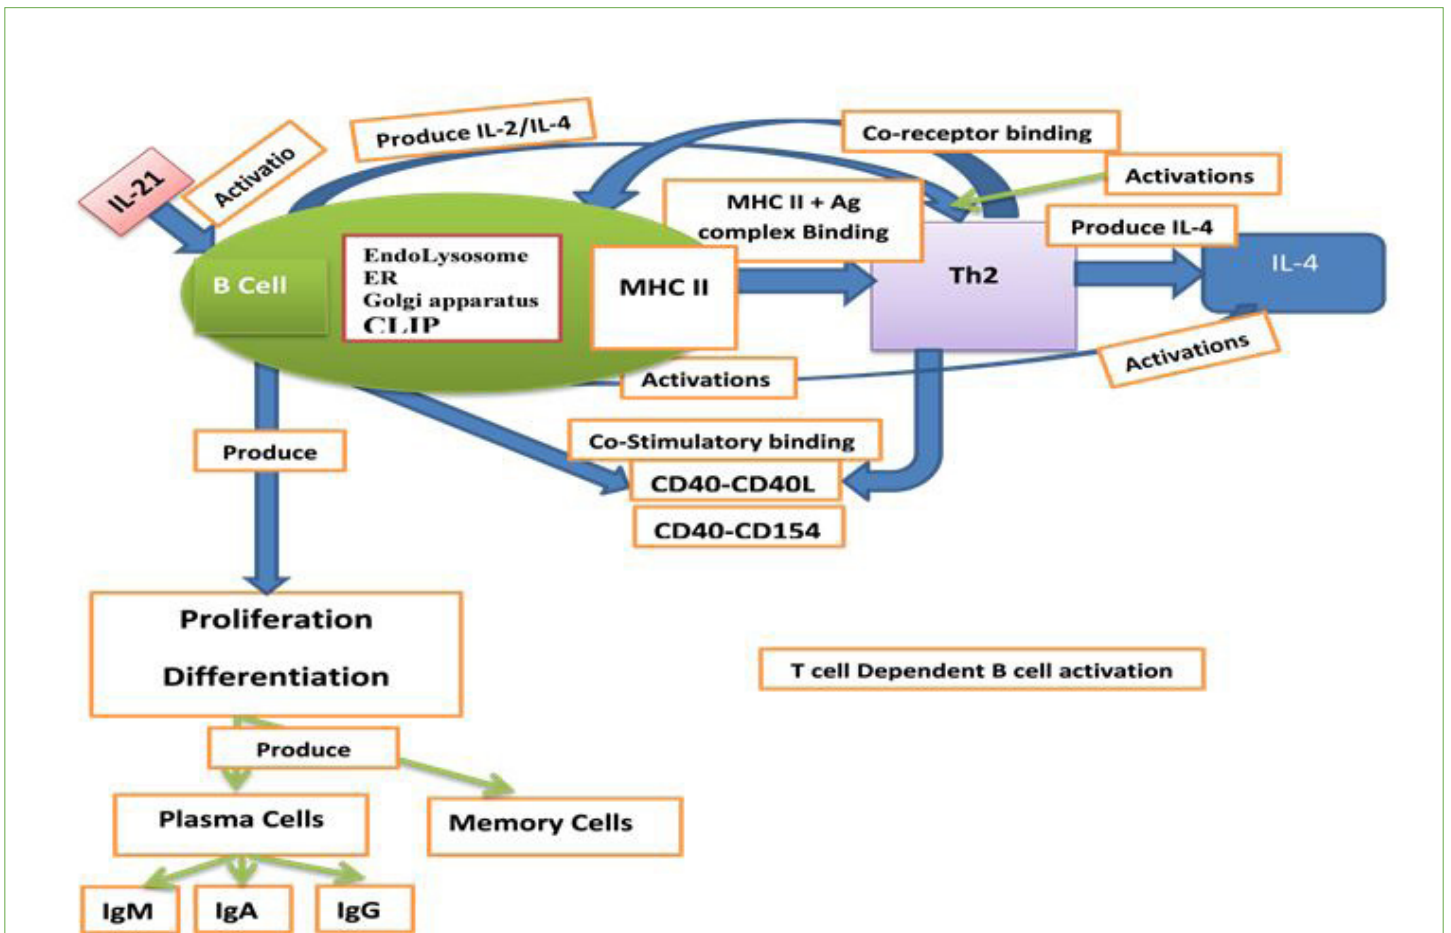 Produce IL-2/IL-4
Co-receptor binding
IL-21
Activatio
Activations
MHC II + Ag
complex Binding
Produce IL-4
B Cell
EndoLysosome
ER
Golgi apparatus
CLIP
MHC II
Th2
IL-4
Activations
Activations
Co-Stimulatory binding
CD40-CD40L
CD40-CD154
Produce
Proliferation
Differentiation
T cell Dependent B cell activation
Produce
Plasma Cells
Memory Cells
IgM
IgA
IgG